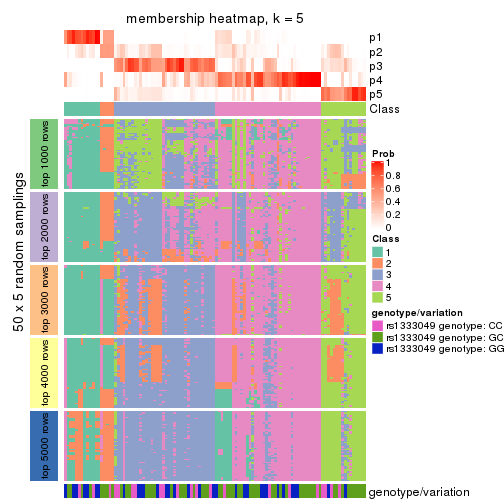 membership heatmap, k = 5
p1
p2
p3
p4
p5
Class
50 x 5 random samplings
top 1000 rows
top 2000 rows
top 3000 rows
top 4000 rows
top 5000 rows
genotype/variation
Prob
1
0.8
0.6
0.4
0.2
0
Class
1
2
3
4
5
genotype/variation
rs1333049 genotype: CC
rs1333049 genotype: GC
rs1333049 genotype: GG